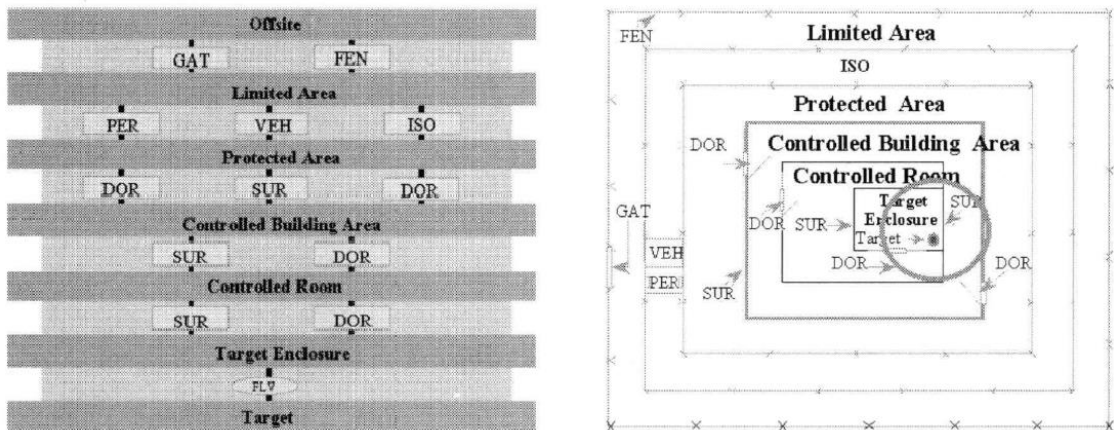 Offsite
GAT FEN
Limited Area
PER VEH ISO
Protected Area
DOR SUR DOR
Controlled Building Area
SUR DOR
Controlled Room
SUR DOR
Target Enclosure
FLV
Target
FEN
Limited Area
ISO
Protected Area
DOR
Controlled Building Area
Controlled Room
Target
Enclosure
SUR
DOR
SUR
GAT
Target
VEH
DOR
DOR
PER
SUR